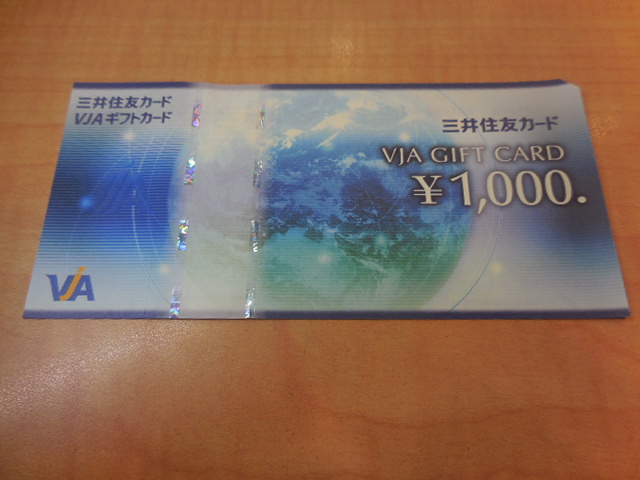 三井住友カード
VJAギフトカード
三井住友カード
VJA GIFT CARD
¥1,000.
VJA